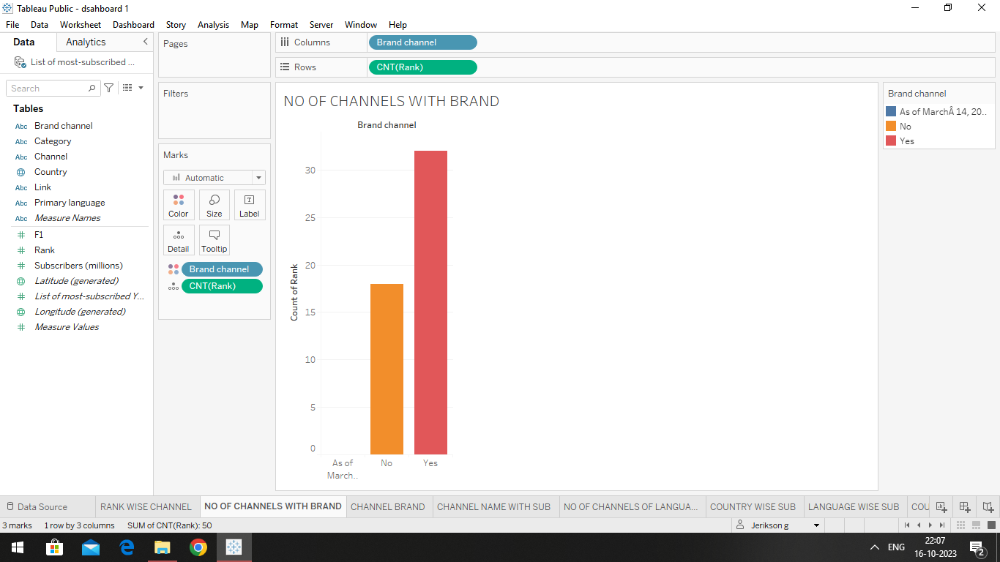 Tableau Public - dsahboard 1
File Data Worksheet Dashboard Story Analysis Map Format Server Window Help
Data Analytics
List of most-subscribed ...
Search
Tables
Abc Brand channel
Abc Category
Abc Channel
Country
Abc Link
Abc Primary language
Abc Measure Names
# F1
# Rank
# Subscribers (millions)
Latitude (generated)
# List of most-subscribed Y...
Longitude (generated)
# Measure Values
Pages
Filters
Marks
Automatic
Color Size Label
Detail Tooltip
Brand channel
CNT(Rank)
Columns Brand channel
Rows CNT(Rank)
NO OF CHANNELS WITH BRAND
Brand channel
Count of Rank
30
25
20
15
10
5
0
As of
March..
No
Yes
Brand channel
As of MarchÂ 14, 20..
No
Yes
Data Source RANK WISE CHANNEL NO OF CHANNELS WITH BRAND CHANNEL BRAND CHANNEL NAME WITH SUB NO OF CHANNELS OF LANGUA... COUNTRY WISE SUB LANGUAGE WISE SUB COU
3 marks 1 row by 3 columns SUM of CNT(Rank): 50 Jerikson g
ENG 22:07
16-10-2023
2